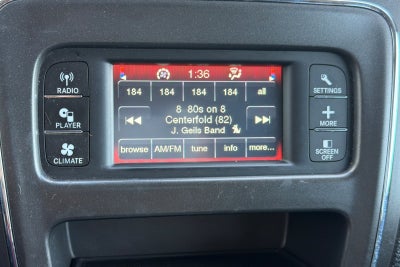 1:36
RADIO
PLAYER
CLIMATE
184 184 184 184 all
8 80s on 8
Centerfold (82)
J. Geils Band
browse AM/FM tune info more...
SETTINGS
MORE
SCREEN
OFF